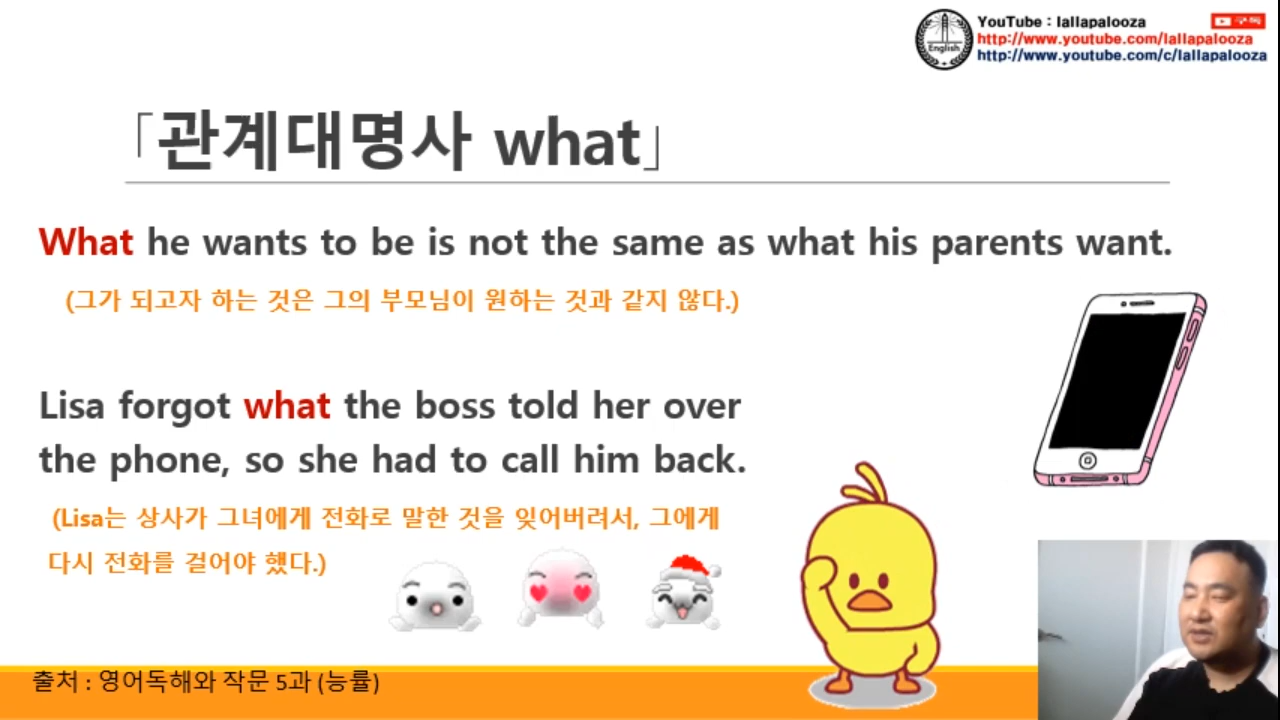 YouTube : lallapalooza
구독
http://www.youtube.com/lallapalooza
English
http://www.youtube.com/c/lallapalooza
「관계대명사 what」
What he wants to be is not the same as what his parents want.
(그가 되고자 하는 것은 그의 부모님이 원하는 것과 같지 않다.)
Lisa forgot what the boss told her over
the phone, so she had to call him back.
(Lisa는 상사가 그녀에게 전화로 말한 것을 잊어버려서, 그에게
다시 전화를 걸어야 했다.)
출처 : 영어독해와 작문 5과 (능률)